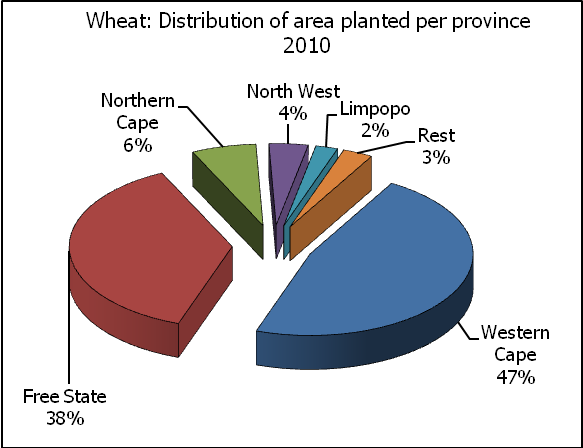 Wheat: Distribution of area planted per province
2010
Northern
Cape
6%
North West
4%
Limpopo
2%
Rest
3%
Western
Cape
47%
Free State
38%